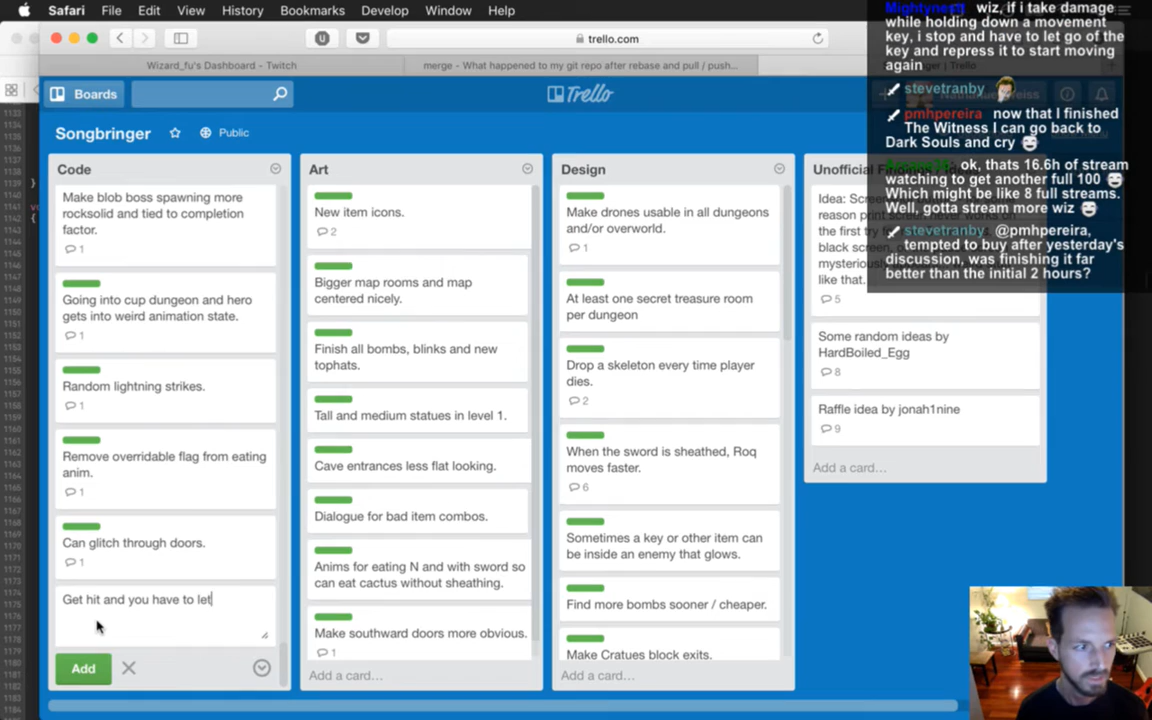 Safari File Edit View History Bookmarks Develop Window Help
trello.com
Wizard_fu's Dashboard - Twitch
merge - What happened to my git repo after rebase and pull / push...
Trello
Boards
Trello
Songbringer
Public
Code
Make blob boss spawning more
rocksolid and tied to completion
factor.
1
Going into cup dungeon and hero
gets into weird animation state.
1
Random lightning strikes.
1
Remove overridable flag from eating
anim.
1
Can glitch through doors.
1
Get hit and you have to let
Add
Art
New item icons.
2
Bigger map rooms and map
centered nicely.
Finish all bombs, blinks and new
tophats.
Tall and medium statues in level 1.
Cave entrances less flat looking.
Dialogue for bad item combos.
Anims for eating N and with sword so
can eat cactus without sheathing.
Make southward doors more obvious.
1
Add a card...
Design
Make drones usable in all dungeons
and/or overworld.
1
At least one secret treasure room
per dungeon
Drop a skeleton every time player
dies.
2
When the sword is sheathed, Roq
moves faster.
6
Sometimes a key or other item can
be inside an enemy that glows.
Find more bombs sooner / cheaper.
Make Cratues block exits.
Add a card...
Unofficial
Idea:
reason
the first
black screen,
mysteriously
like that.
5
Some random ideas by
HardBoiled_Egg
8
Raffle idea by jonah1nine
9
Add a card...
wiz, if i take damage
while holding down a movement
key, i stop and have to let go of the
key and repress it to start moving
again
stevetranby
pmhpereira now that I finished
The Witness I can go back to
Dark Souls and cry
ok, thats 16.6h of stream
watching to get another full 100
Which might be like 8 full streams.
Well, gotta stream more wiz
stevetranby @pmhpereira,
tempted to buy after yesterday's
discussion, was finishing it far
better than the initial 2 hours?